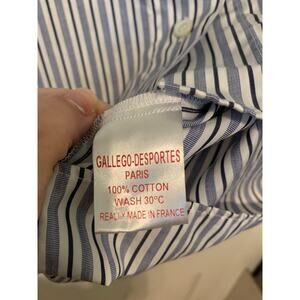 GALLEGO-DESPORTES
PARIS
100% COTTON
WASH 30°C
REALLY MADE IN FRANCE